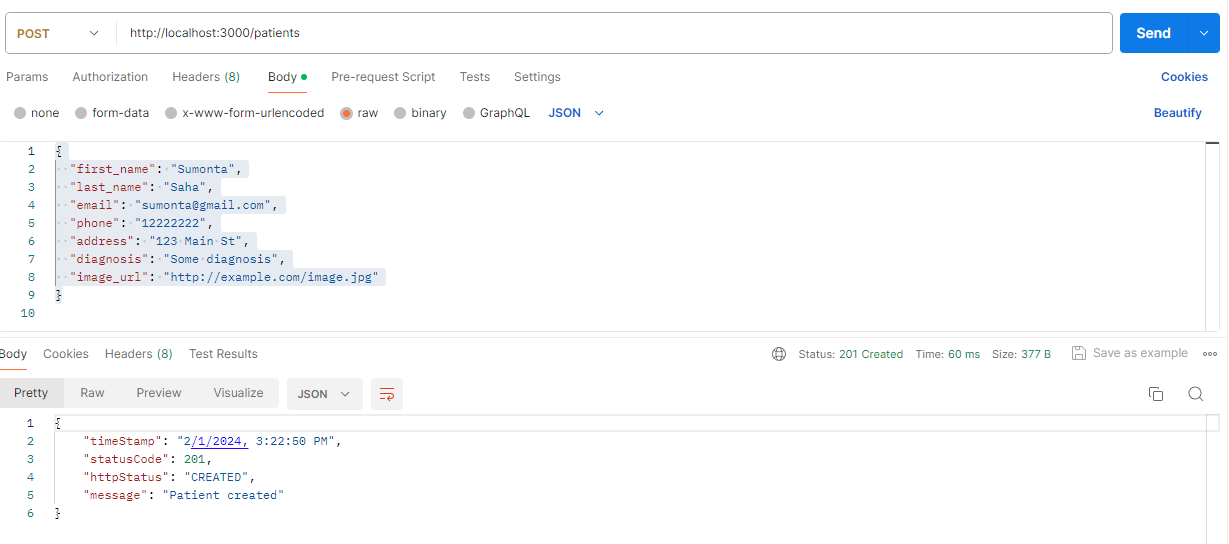 POST http://localhost:3000/patients Send
Params Authorization Headers (8) Body Pre-request Script Tests Settings Cookies
none form-data x-www-form-urlencoded raw binary GraphQL JSON Beautify
1 {
2 "first_name": "Sumonta",
3 "last_name": "Saha",
4 "email": "sumonta@gmail.com",
5 "phone": "12222222",
6 "address": "123 Main St",
7 "diagnosis": "Some diagnosis",
8 "image_url": "http://example.com/image.jpg"
9 }
10
Body Cookies Headers (8) Test Results Status: 201 Created Time: 60 ms Size: 377 B Save as example
Pretty Raw Preview Visualize JSON
1 {
2 "timeStamp": "2/1/2024, 3:22:50 PM",
3 "statusCode": 201,
4 "httpStatus": "CREATED",
5 "message": "Patient created"
6 }